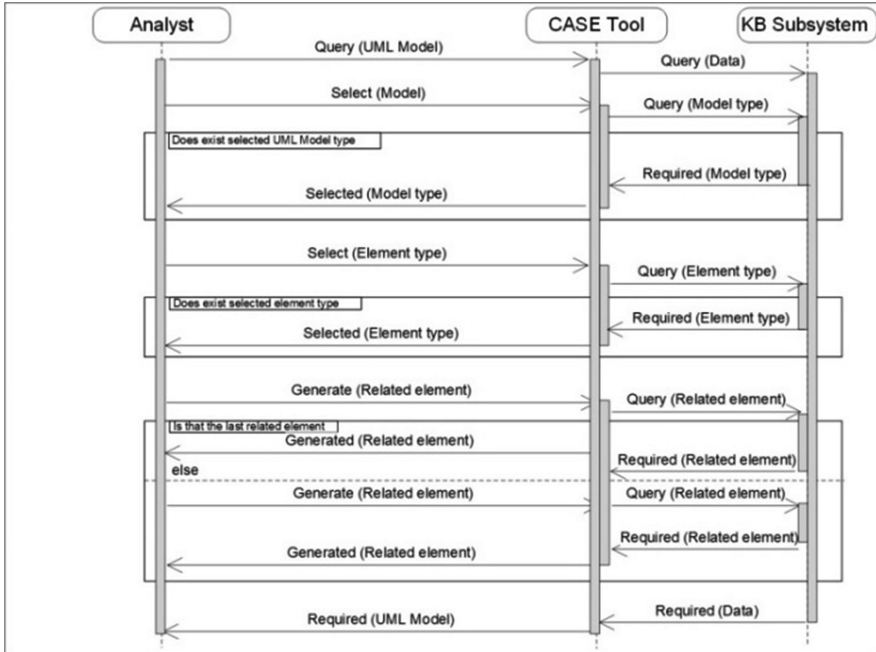 Analyst
CASE Tool
KB Subsystem
Query (UML Model)
Query (Data)
Select (Model)
Query (Model type)
Does exist selected UML Model type
Required (Model type)
Selected (Model type)
Select (Element type)
Query (Element type)
Does exist selected element type
Required (Element type)
Selected (Element type)
Generate (Related element)
Query (Related element)
Is that the last related element
Generated (Related element)
Required (Related element)
else
Generate (Related element)
Query (Related element)
Required (Related element)
Generated (Related element)
Required (Data)
Required (UML Model)